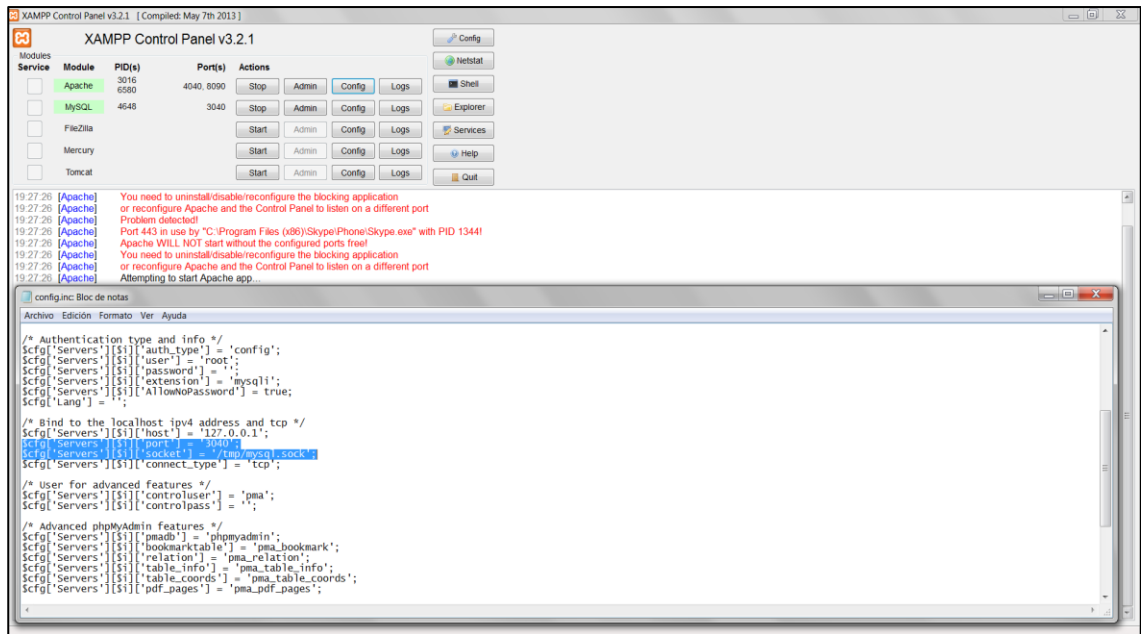 XAMPP Control Panel v3.2.1 [ Compiled: May 7th 2013 ]
XAMPP Control Panel v3.2.1
Config
Modules
Service Module PID(s) Port(s) Actions
Netstat
Apache 3016 6580 4040, 8090 Stop Admin Config Logs
Shell
MySQL 4648 3040 Stop Admin Config Logs
Explorer
FileZilla Start Admin Config Logs
Services
Mercury Start Admin Config Logs
Help
Tomcat Start Admin Config Logs
Quit
19:27:26 [Apache] You need to uninstall/disable/reconfigure the blocking application
19:27:26 [Apache] or reconfigure Apache and the Control Panel to listen on a different port
19:27:26 [Apache] Problem detected!
19:27:26 [Apache] Port 443 in use by "C:\Program Files (x86)\Skype\Phone\Skype.exe" with PID 1344!
19:27:26 [Apache] Apache WILL NOT start without the configured ports free!
19:27:26 [Apache] You need to uninstall/disable/reconfigure the blocking application
19:27:26 [Apache] or reconfigure Apache and the Control Panel to listen on a different port
19:27:26 [Apache] Attempting to start Apache app...
config.inc: Bloc de notas
Archivo Edición Formato Ver Ayuda
/* Authentication type and info */
$cfg['Servers'][$i]['auth_type'] = 'config';
$cfg['Servers'][$i]['user'] = 'root';
$cfg['Servers'][$i]['password'] = '';
$cfg['Servers'][$i]['extension'] = 'mysqli';
$cfg['Servers'][$i]['AllowNoPassword'] = true;
$cfg['Lang'] = '';
/* Bind to the localhost ipv4 address and tcp */
$cfg['Servers'][$i]['host'] = '127.0.0.1';
$cfg['Servers'][$i]['port'] = '3040';
$cfg['Servers'][$i]['socket'] = '/tmp/mysql.sock';
$cfg['Servers'][$i]['connect_type'] = 'tcp';
/* User for advanced features */
$cfg['Servers'][$i]['controluser'] = 'pma';
$cfg['Servers'][$i]['controlpass'] = '';
/* Advanced phpMyAdmin features */
$cfg['Servers'][$i]['pmadb'] = 'phpmyadmin';
$cfg['Servers'][$i]['bookmarktable'] = 'pma_bookmark';
$cfg['Servers'][$i]['relation'] = 'pma_relation';
$cfg['Servers'][$i]['table_info'] = 'pma_table_info';
$cfg['Servers'][$i]['table_coords'] = 'pma_table_coords';
$cfg['Servers'][$i]['pdf_pages'] = 'pma_pdf_pages';